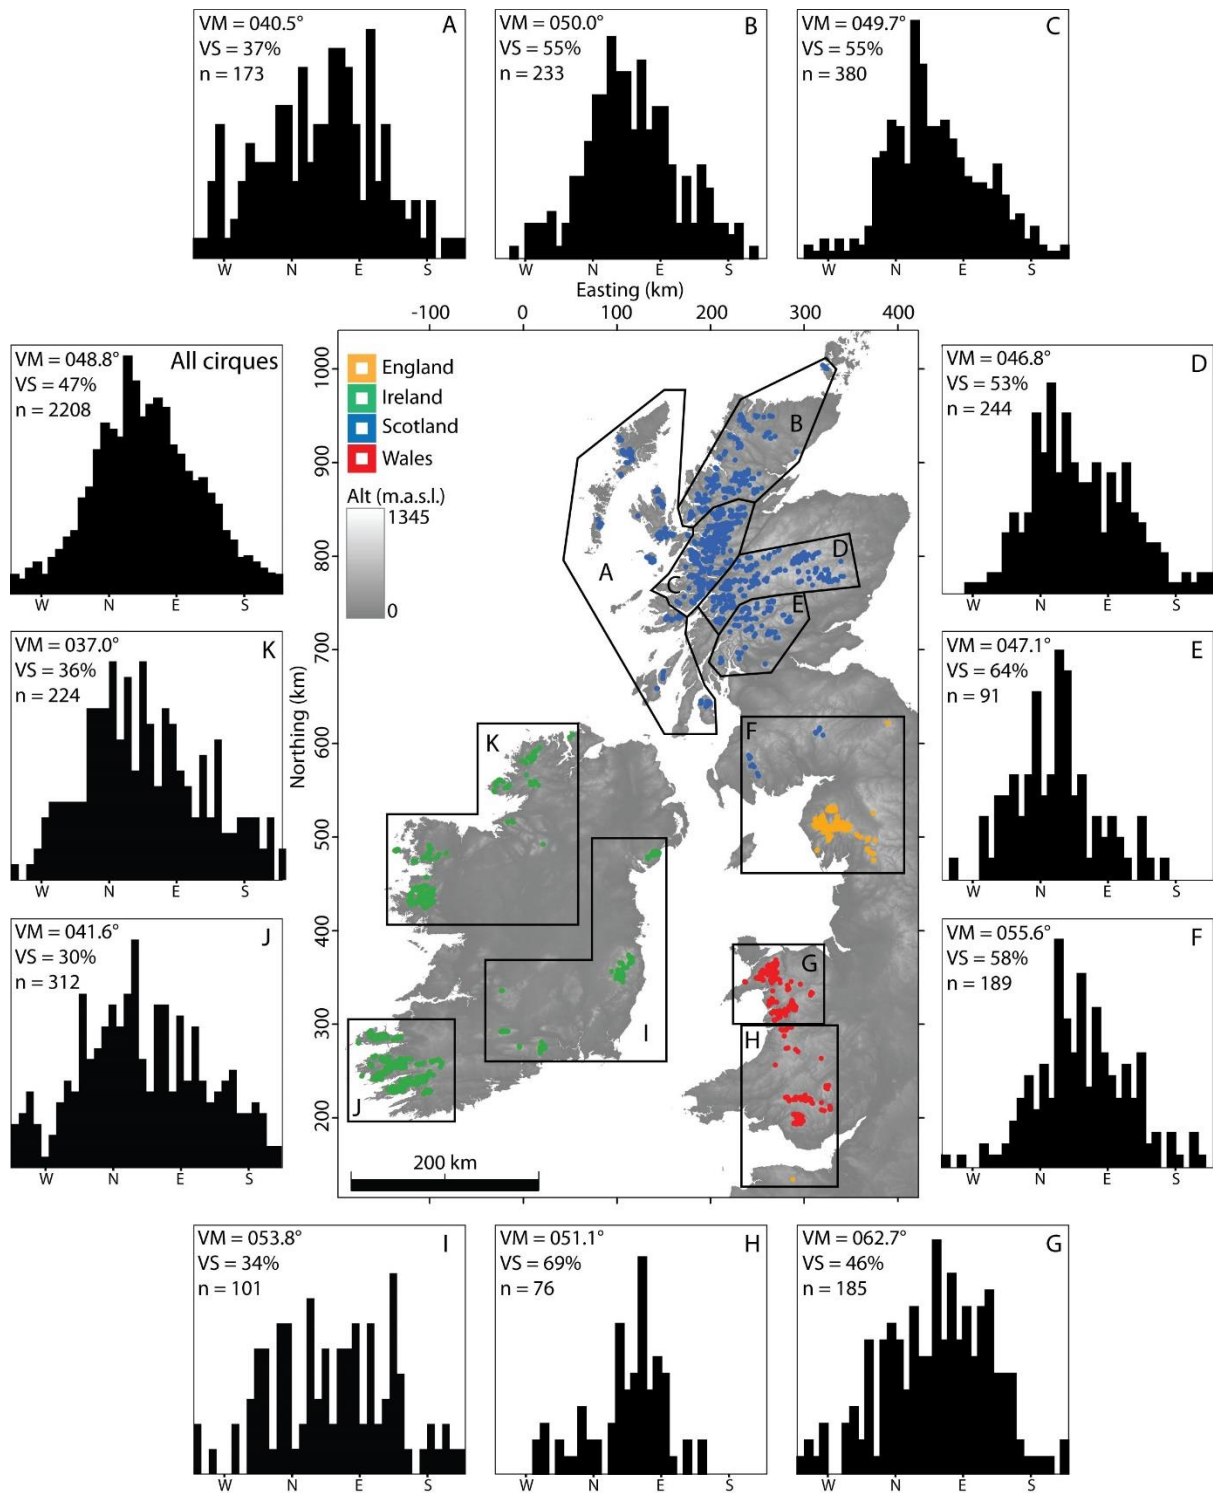 VM = 040.5°
VS = 37%
n = 173
A
W N E S
VM = 050.0°
VS = 55%
n = 233
B
W N E S
VM = 049.7°
VS = 55%
n = 380
C
W N E S
Easting (km)
-100 0 100 200 300 400
VM = 048.8°
VS = 47%
n = 2208
All cirques
W N E S
England
Ireland
Scotland
Wales
Alt (m.a.s.l.)
1345
0
Northing (km)
1000
900
800
700
600
500
400
300
200
A
B
C
D
E
F
G
H
I
J
K
200 km
VM = 046.8°
VS = 53%
n = 244
D
W N E S
VM = 037.0°
VS = 36%
n = 224
K
W N E S
VM = 047.1°
VS = 64%
n = 91
E
W N E S
VM = 041.6°
VS = 30%
n = 312
J
W N E S
VM = 055.6°
VS = 58%
n = 189
F
W N E S
VM = 053.8°
VS = 34%
n = 101
I
W N E S
VM = 051.1°
VS = 69%
n = 76
H
W N E S
VM = 062.7°
VS = 46%
n = 185
G
W N E S